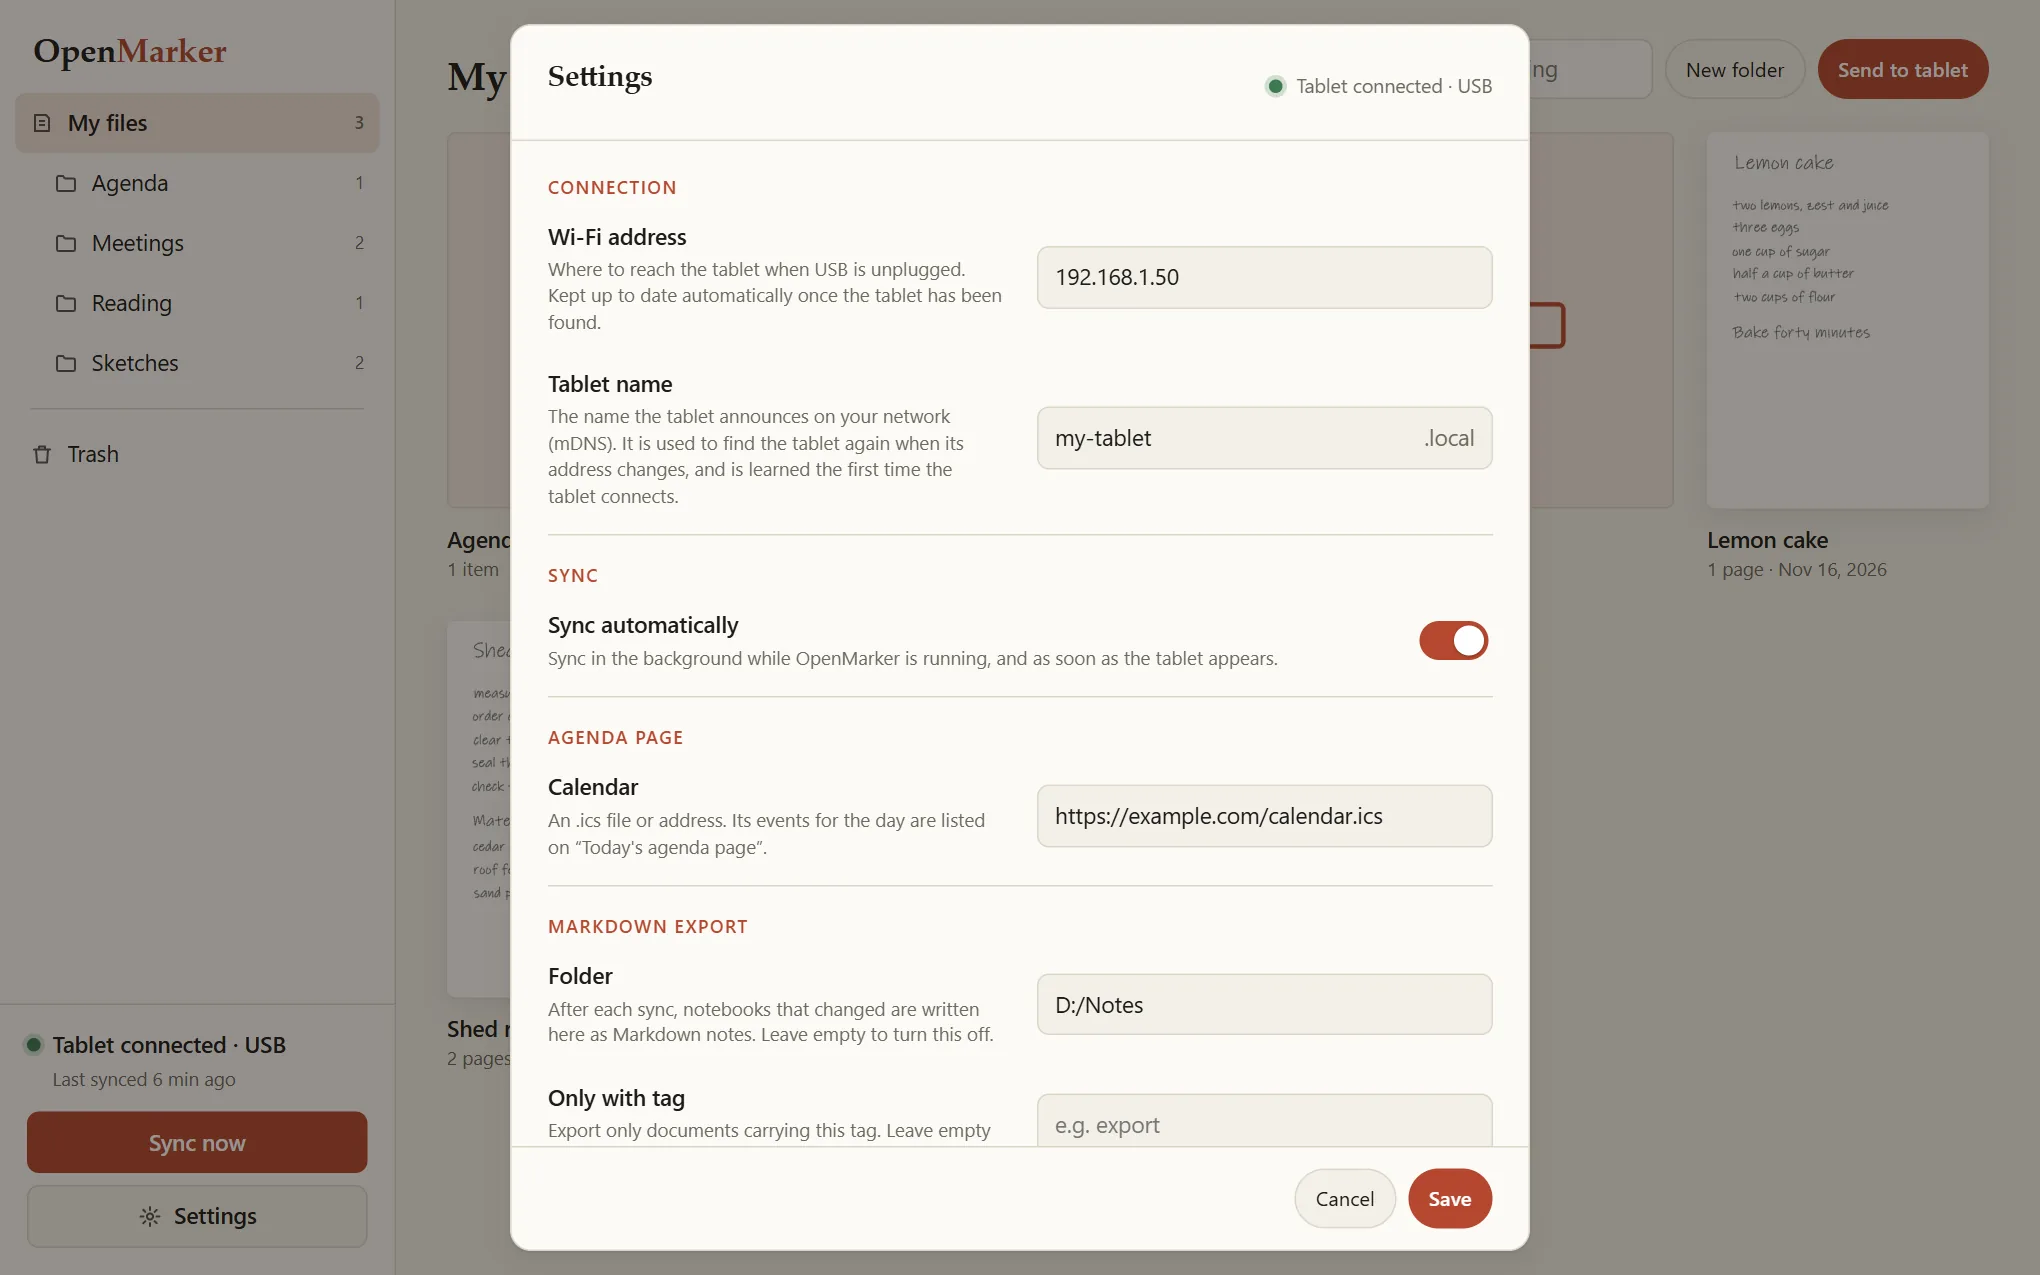 OpenMarker
My files 3
Agenda 1
Meetings 2
Reading 1
Sketches 2
Trash
Tablet connected · USB
Last synced 6 min ago
Sync now
Settings
My
New folder
Send to tablet
1 item
Lemon cake
two lemons, zest and juice
three eggs
one cup of sugar
half a cup of butter
two cups of flour
Bake forty minutes
Lemon cake
1 page · Nov 16, 2026
order
clear
seal
check
cedar
roof
sand
Shed
2 pages
Settings
Tablet connected · USB
CONNECTION
Wi-Fi address
Where to reach the tablet when USB is unplugged.
Kept up to date automatically once the tablet has been
found.
192.168.1.50
Tablet name
The name the tablet announces on your network
(mDNS). It is used to find the tablet again when its
address changes, and is learned the first time the
tablet connects.
my-tablet .local
SYNC
Sync automatically
Sync in the background while OpenMarker is running, and as soon as the tablet appears.
AGENDA PAGE
Calendar
An .ics file or address. Its events for the day are listed
on “Today's agenda page”.
https://example.com/calendar.ics
MARKDOWN EXPORT
Folder
After each sync, notebooks that changed are written
here as Markdown notes. Leave empty to turn this off.
D:/Notes
Only with tag
Export only documents carrying this tag. Leave empty
e.g. export
Cancel
Save